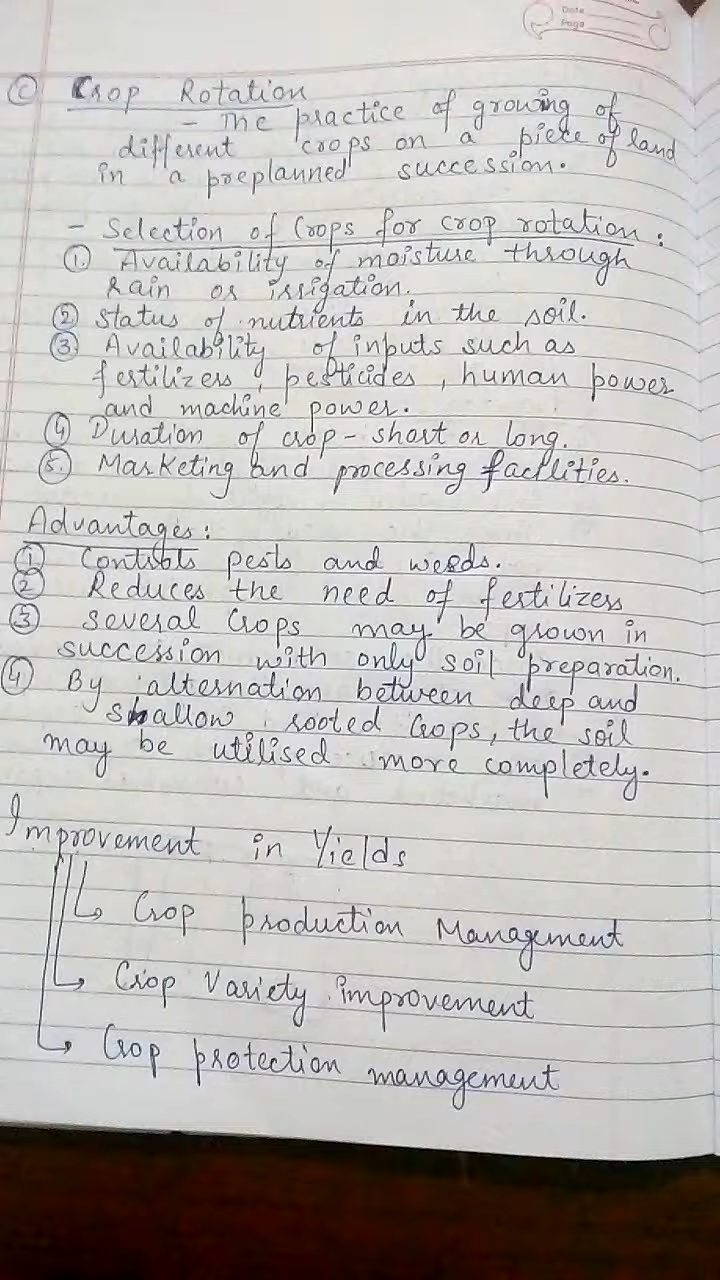 Date
Page
(c) Crop Rotation
- The practice of growing of
different crops on a piece of land
in a preplanned succession.
- Selection of Crops for crop rotation:
① Availability of moisture through
Rain or irrigation.
② Status of nutrients in the soil.
③ Availability of inputs such as
fertilizers, pesticides, human power
and machine power.
④ Duration of crop - short or long.
⑤ Marketing and processing facilities.
Advantages:
① Controls pests and weeds.
② Reduces the need of fertilizers
③ Several Crops may be grown in
succession with only soil preparation.
④ By alternation between deep and
shallow rooted Crops, the soil
may be utilised more completely.
Improvement in Yields
↳ Crop production Management
↳ Crop Variety improvement
↳ Crop protection management